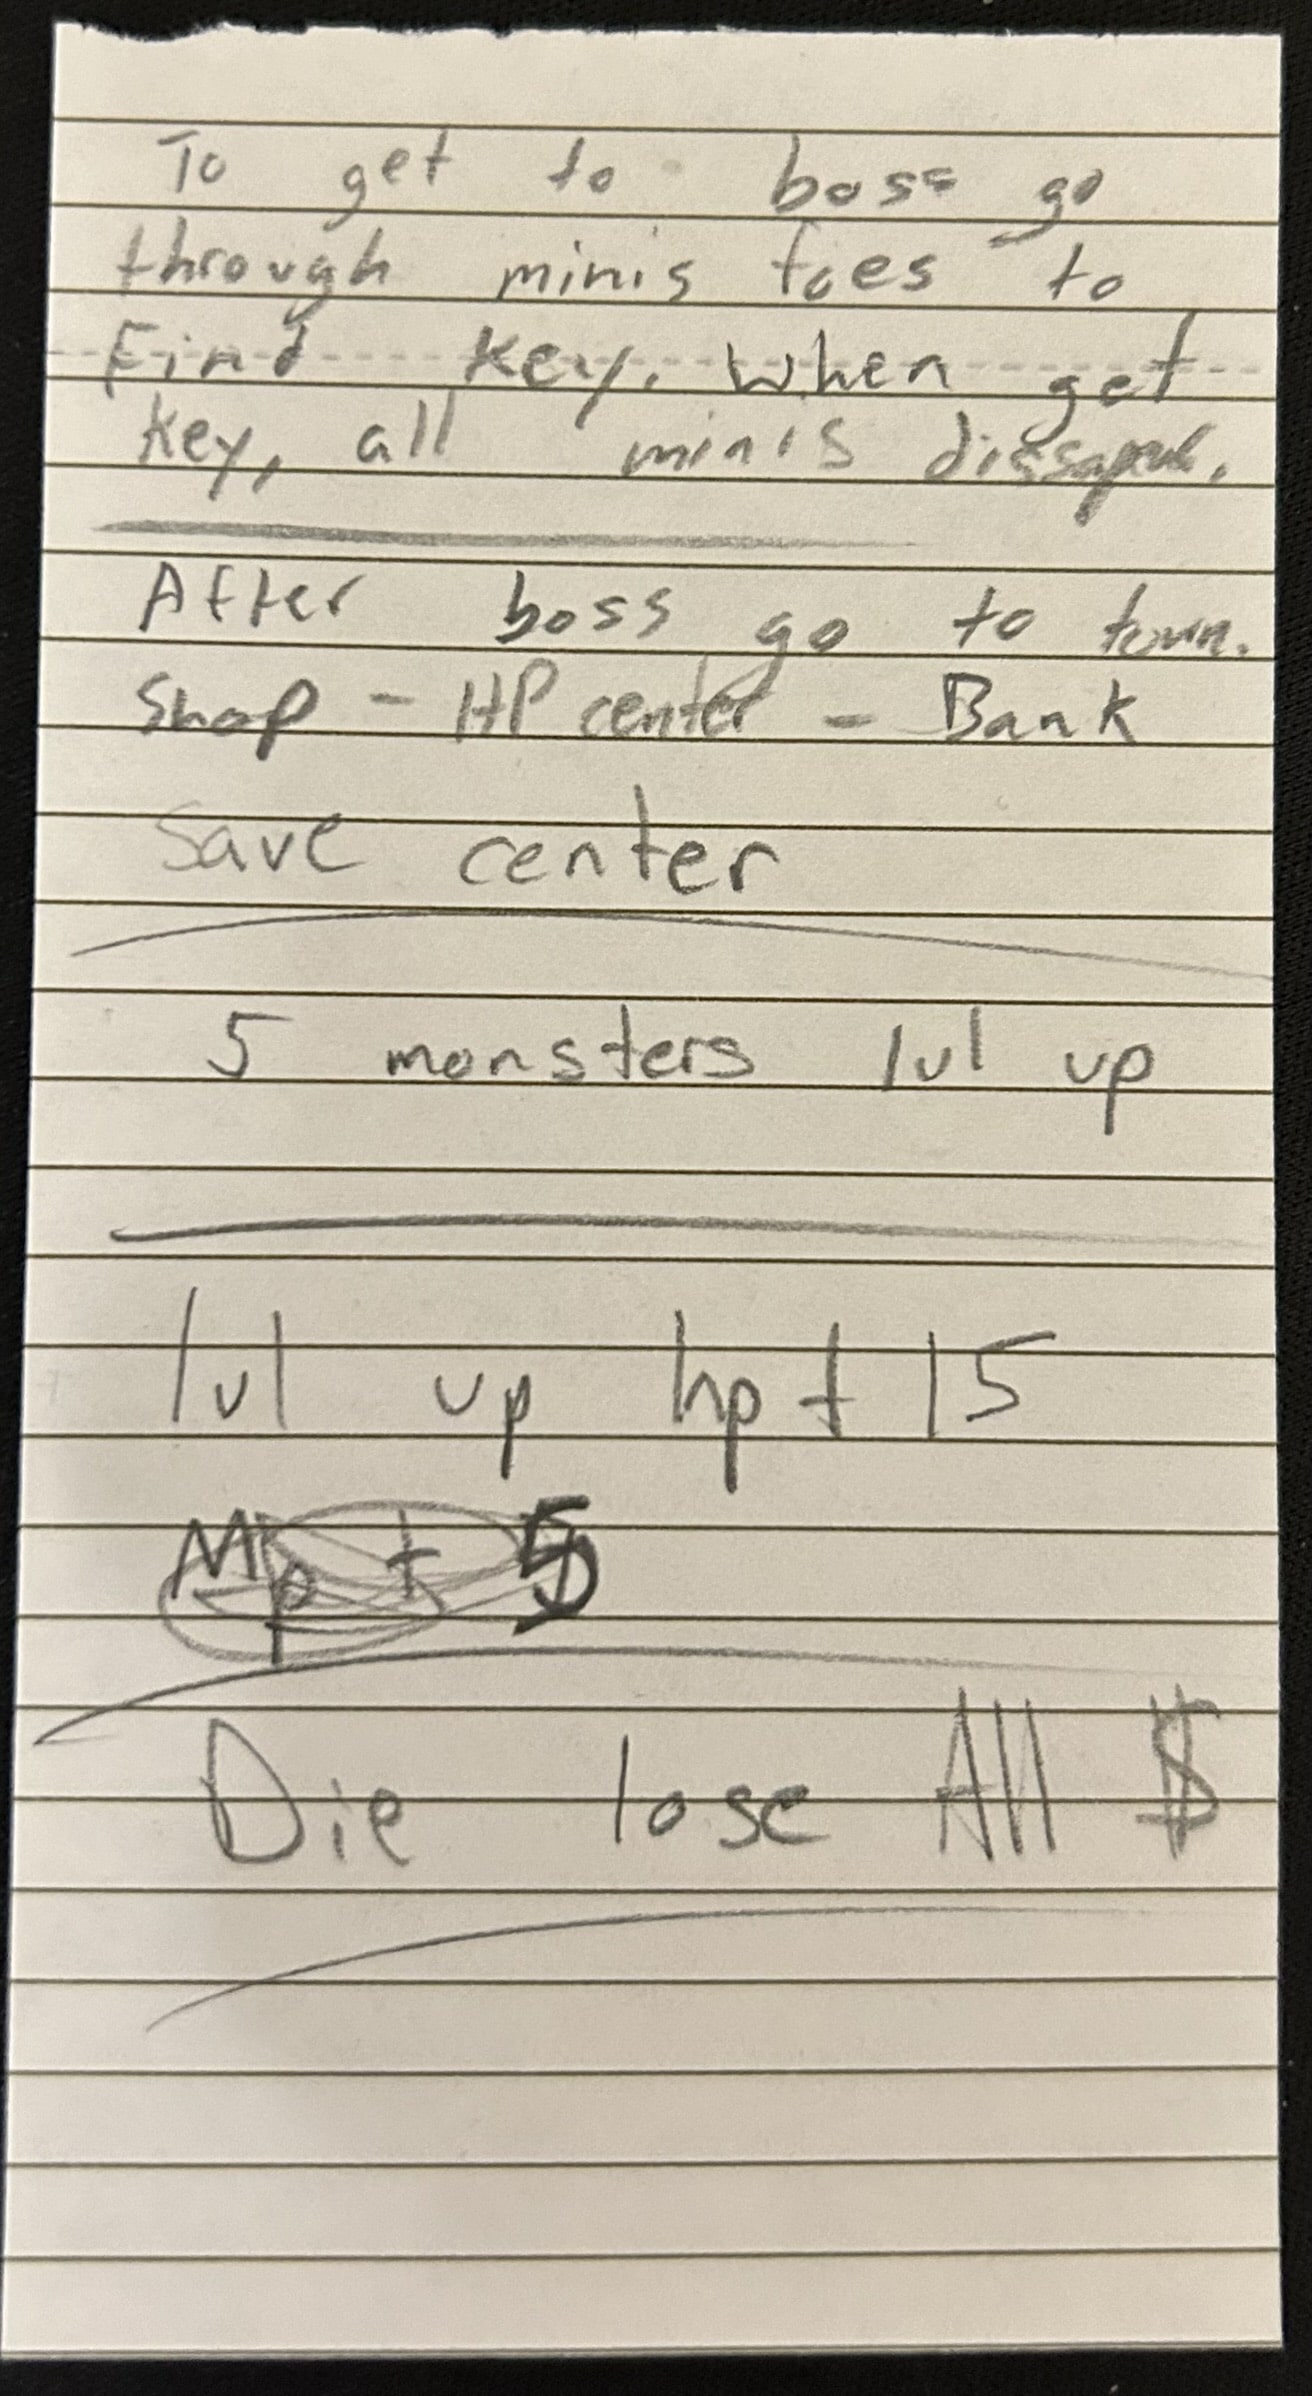 To get to boss go
through minis foes to
Find key. When get
key, all minis
After boss go to town.
Shop - HP center - Bank
Save center
5 monsters lvl up
lvl up hp + 15
Mp + 5
Die lose All $